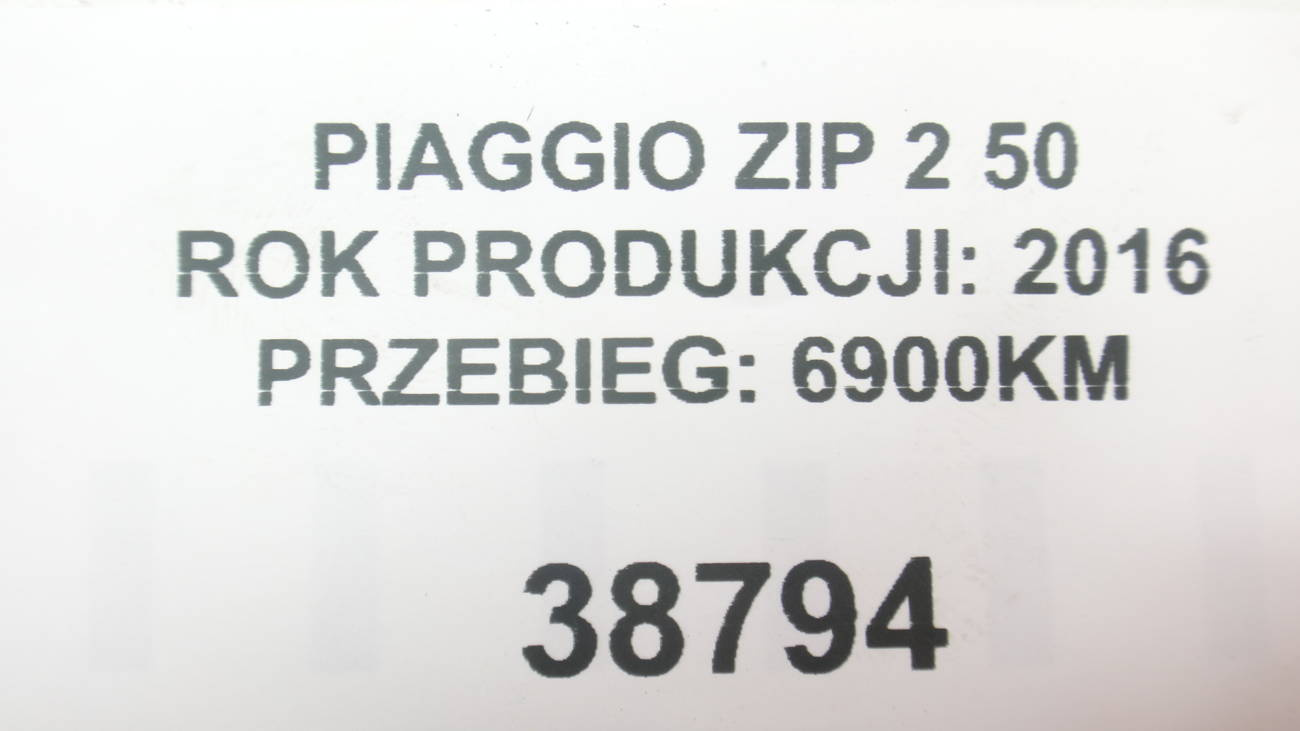 PIAGGIO ZIP 2 50
ROK PRODUKCJI: 2016
PRZEBIEG: 6900KM
38794